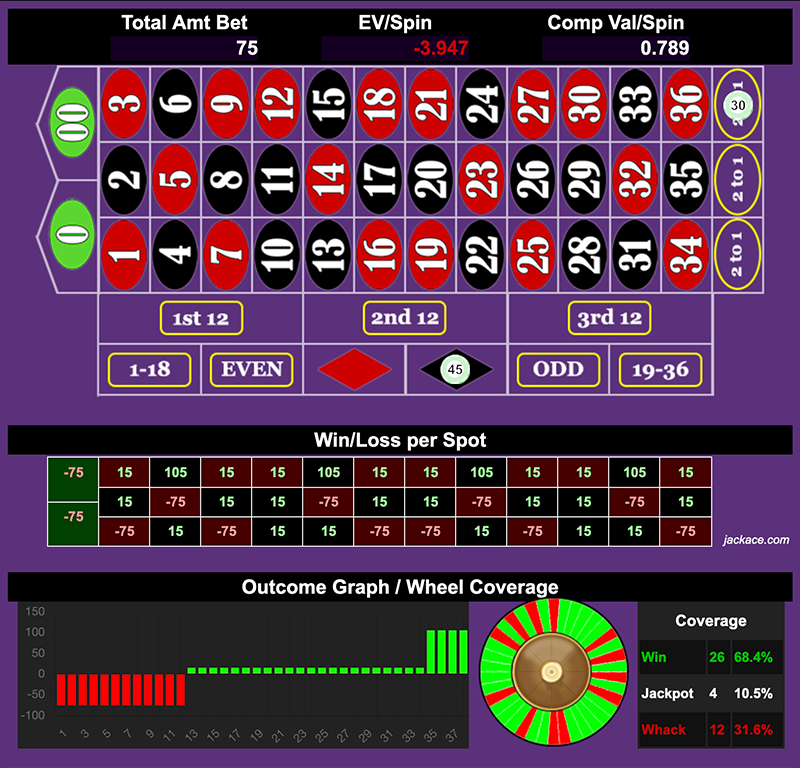 Total Amt Bet EV/Spin Comp Val/Spin
75 -3.947 0.789
00 3 6 9 12 15 18 21 24 27 30 33 36 30
0 2 5 8 11 14 17 20 23 26 29 32 35 2 to 1
1 4 7 10 13 16 19 22 25 28 31 34 2 to 1
1st 12 2nd 12 3rd 12
1-18 EVEN 45 ODD 19-36
Win/Loss per Spot
-75 15 105 15 15 105 15 15 105 15 15 105 15
-75 15 -75 15 15 -75 15 15 -75 15 15 -75 15
-75 15 -75 15 15 -75 -75 15 -75 15 15 -75
jackace.com
Outcome Graph / Wheel Coverage
150
100
50
0
-50
-100
1 3 5 7 9 11 13 15 17 19 21 23 25 27 29 31 33 35 37
Coverage
Win 26 68.4%
Jackpot 4 10.5%
Whack 12 31.6%